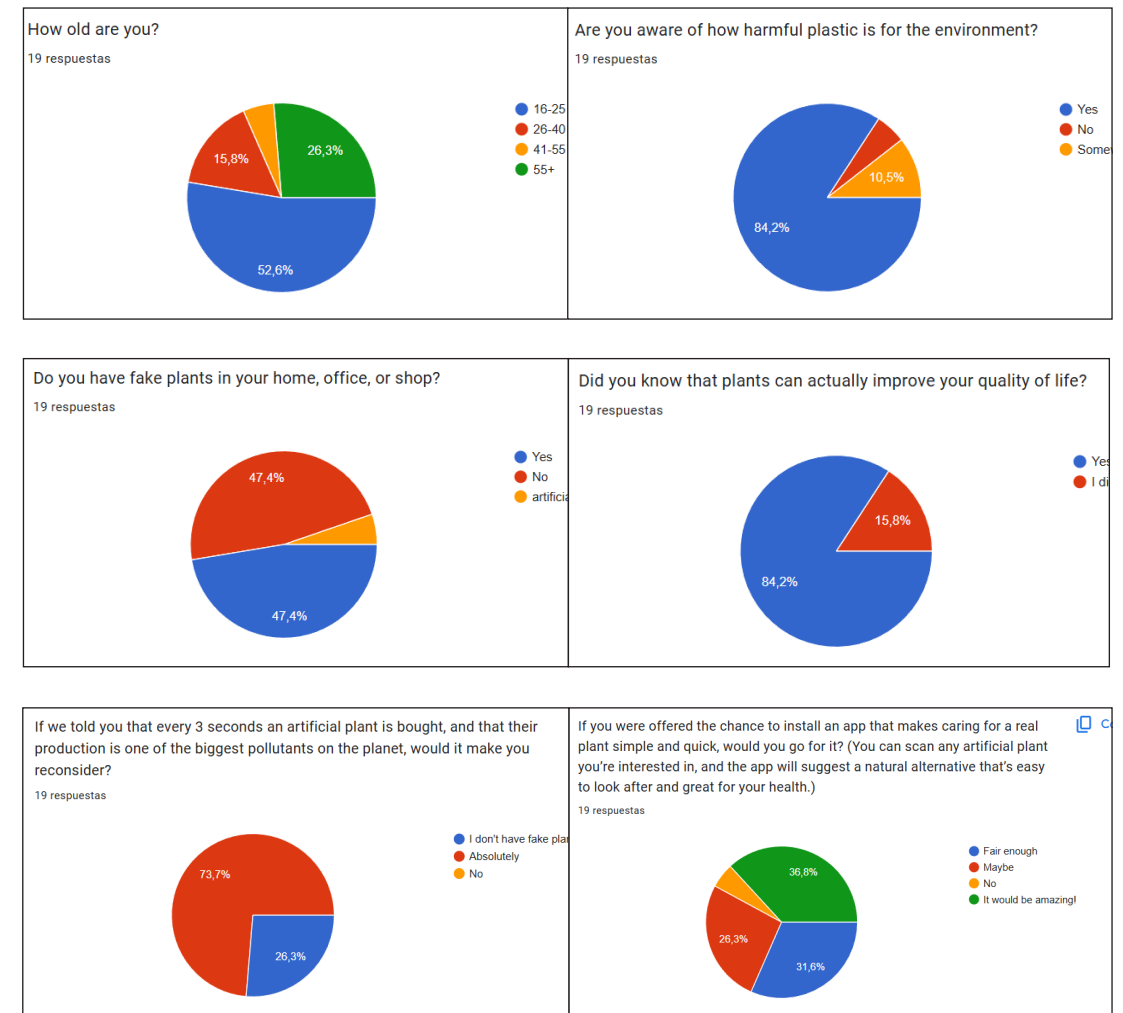 How old are you?
19 respuestas
16-25
26-40
41-55
55+
15,8%
26,3%
52,6%
Are you aware of how harmful plastic is for the environment?
19 respuestas
Yes
No
10,5%
84,2%
Do you have fake plants in your home, office, or shop?
19 respuestas
Yes
No
47,4%
47,4%
Did you know that plants can actually improve your quality of life?
19 respuestas
I
15,8%
84,2%
If we told you that every 3 seconds an artificial plant is bought, and that their
production is one of the biggest pollutants on the planet, would it make you
reconsider?
19 respuestas
I don't have fake
Absolutely
No
73,7%
26,3%
If you were offered the chance to install an app that makes caring for a real
plant simple and quick, would you go for it? (You can scan any artificial plant
you're interested in, and the app will suggest a natural alternative that's easy
to look after and great for your health.)
19 respuestas
Fair enough
Maybe
No
It would be amazing!
36,8%
26,3%
31,6%